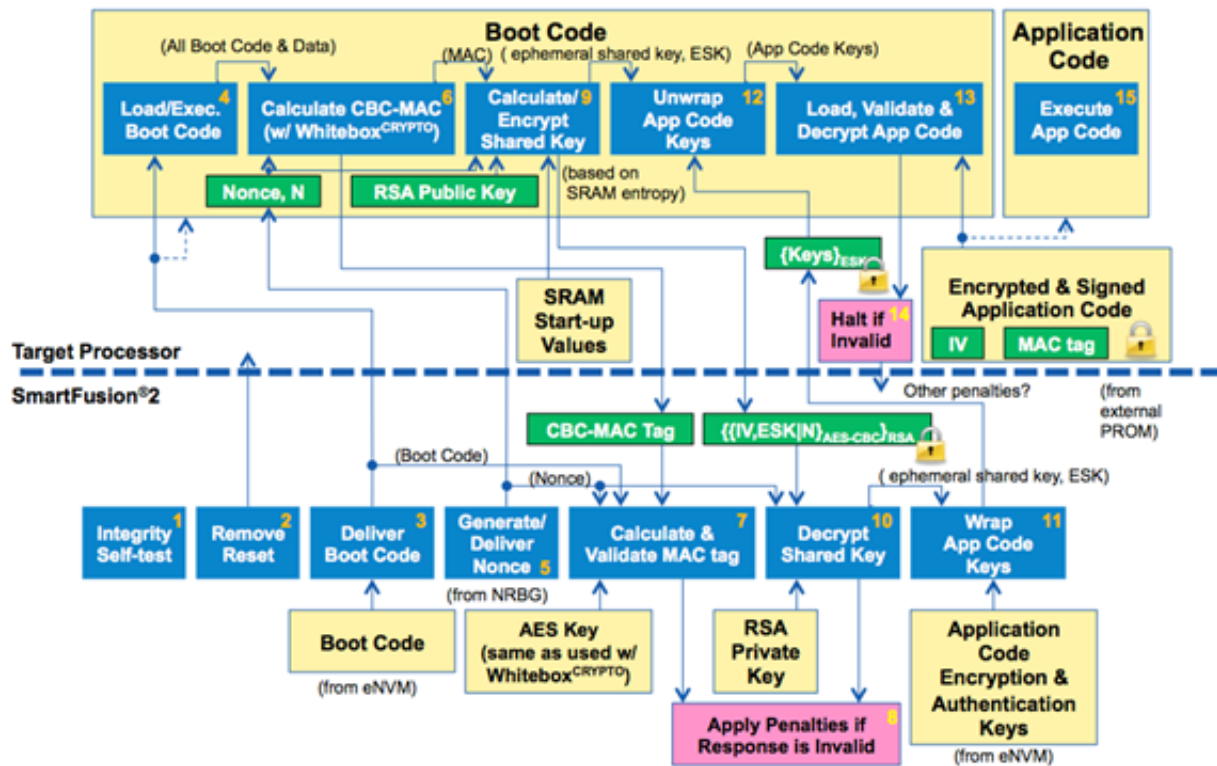 Boot Code
Application
Code
(All Boot Code & Data)
(MAC)
( ephemeral shared key, ESK)
(App Code Keys)
4
Load/Exec.
Boot Code
6
Calculate CBC-MAC
(w/ WhiteboxCRYPTO)
9
Calculate/
Encrypt
Shared Key
12
Unwrap
App Code
Keys
13
Load, Validate &
Decrypt App Code
15
Execute
App Code
Nonce, N
RSA Public Key
(based on
SRAM entropy)
{Keys}ESK
SRAM
Start-up
Values
14
Halt if
Invalid
Encrypted & Signed
Application Code
IV
MAC tag
Target Processor
SmartFusion®2
Other penalties?
(from
external
PROM)
CBC-MAC Tag
{{IV,ESK|N}AES-CBC}RSA
(Boot Code)
(Nonce)
( ephemeral shared key, ESK)
1
Integrity
Self-test
2
Remove
Reset
3
Deliver
Boot Code
Generate/
Deliver
Nonce
5
7
Calculate &
Validate MAC tag
10
Decrypt
Shared Key
11
Wrap
App Code
Keys
(from NRBG)
Boot Code
(from eNVM)
AES Key
(same as used w/
WhiteboxCRYPTO)
RSA
Private
Key
Application
Code
Encryption &
Authentication
Keys
(from eNVM)
8
Apply Penalties if
Response is Invalid